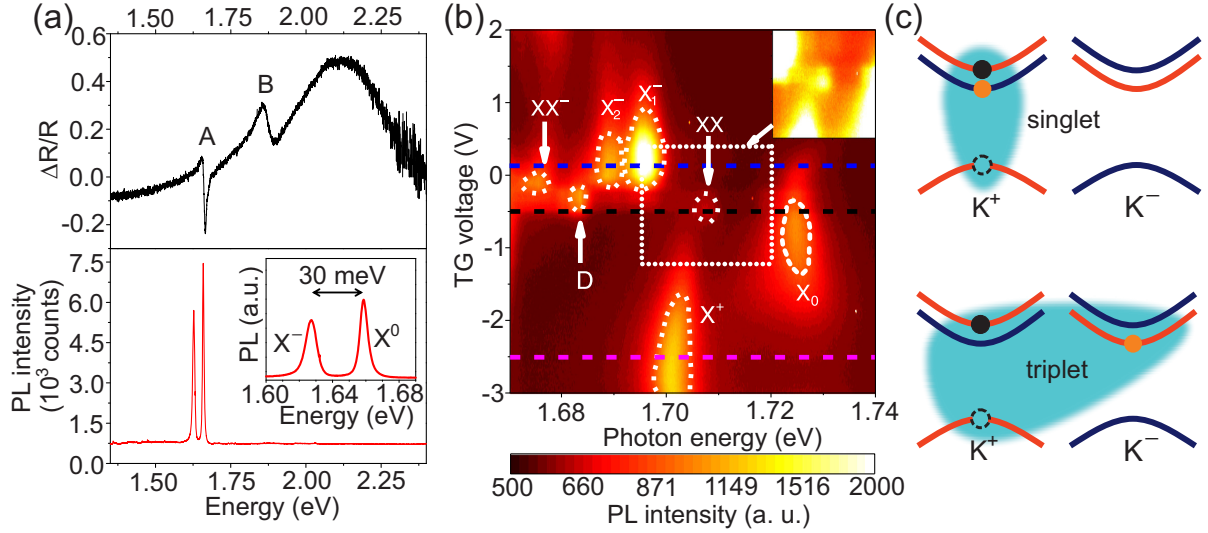 (a)
1.50 1.75 2.00 2.25
0.6
0.4
0.2
0.0
-0.2
ΔR/R
A
B
7.5
6.0
4.5
3.0
1.5
0.0
PL intensity
(10³ counts)
30 meV
PL (a.u.)
X⁻
X⁰
1.60 1.64 1.68
Energy (eV)
1.50 1.75 2.00 2.25
Energy (eV)
(b)
2
1
0
-1
-2
-3
TG voltage (V)
XX⁻
X₂⁻
X₁⁻
XX
D
X⁺
X₀
1.68 1.70 1.72 1.74
Photon energy (eV)
500 660 871 1149 1516 2000
PL intensity (a. u.)
(c)
singlet
K⁺ K⁻
triplet
K⁺ K⁻